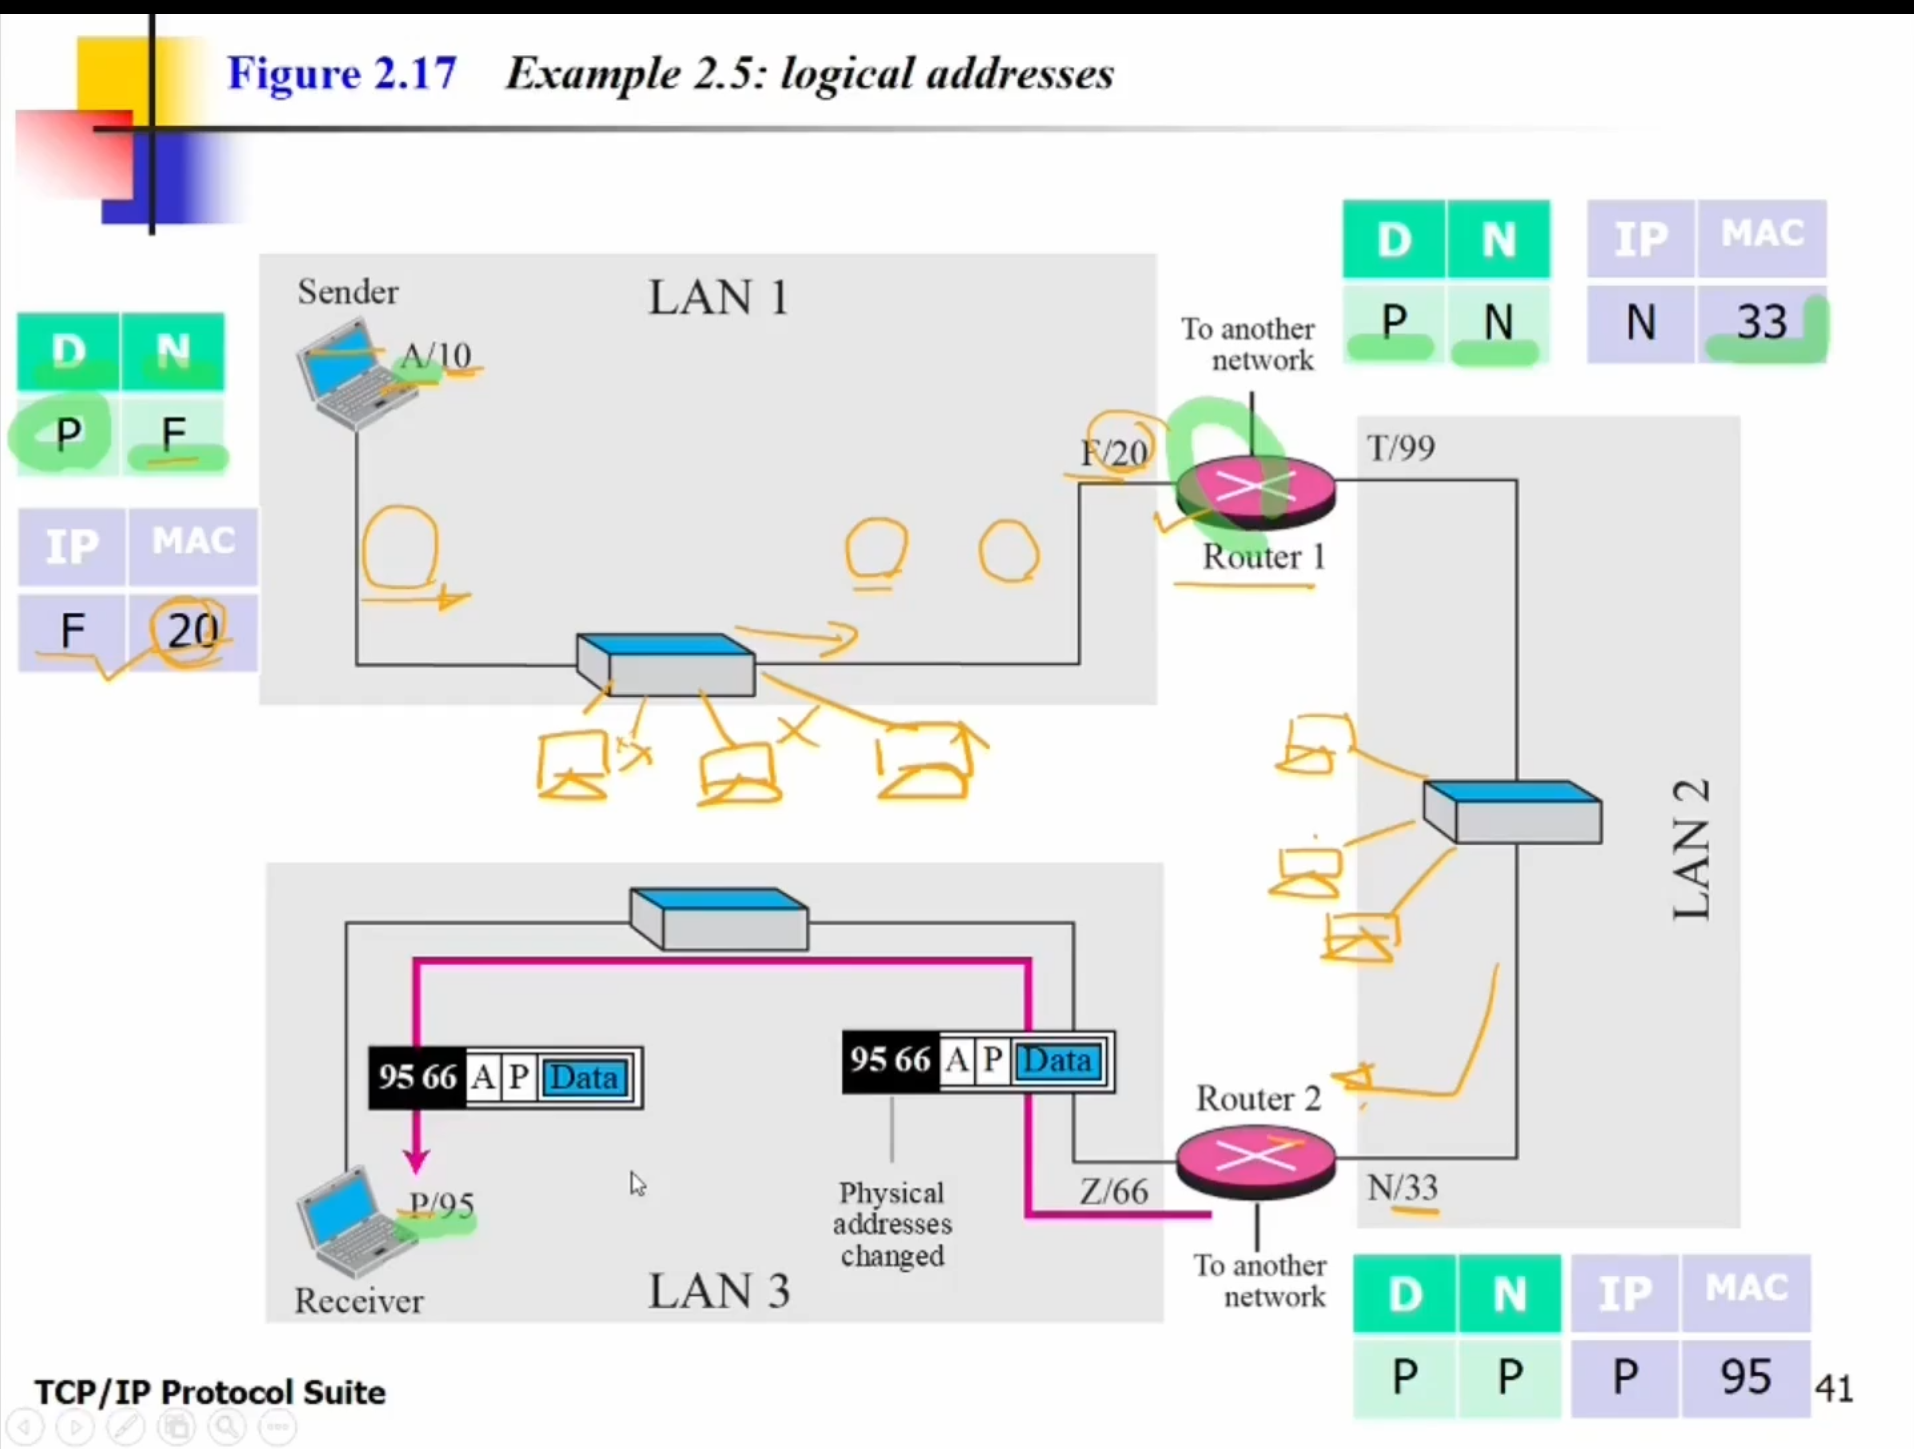 Figure 2.17 Example 2.5: logical addresses
LAN 1
Sender
A/10
D N
P F
IP MAC
F 20
To another
network
F/20
T/99
Router 1
D N
P N
IP MAC
N 33
LAN 2
95 66 A P Data
95 66 A P Data
Physical
addresses
changed
P/95
Receiver
LAN 3
Router 2
Z/66
N/33
To another
network
D N
P P
IP MAC
P 95
TCP/IP Protocol Suite
41